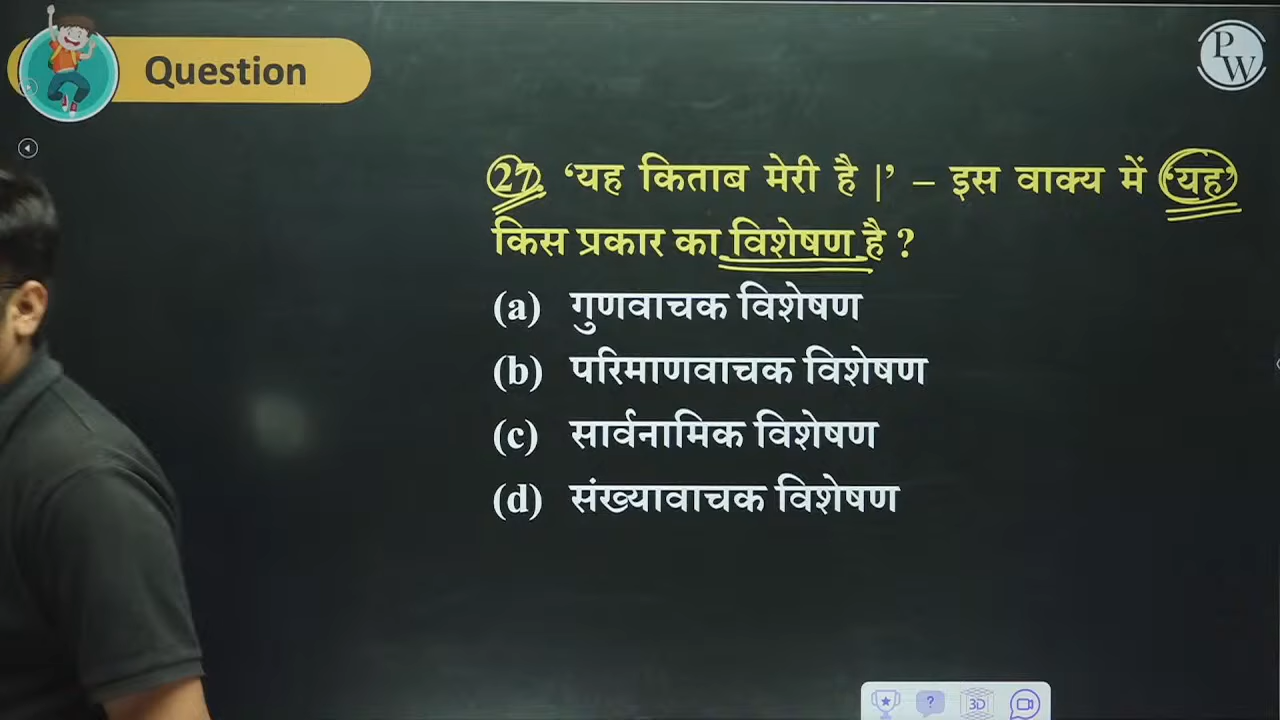 Question
PW
27. ‘यह किताब मेरी है |’ – इस वाक्य में ‘यह’
किस प्रकार का विशेषण है ?
(a) गुणवाचक विशेषण
(b) परिमाणवाचक विशेषण
(c) सार्वनामिक विशेषण
(d) संख्यावाचक विशेषण
?
3D